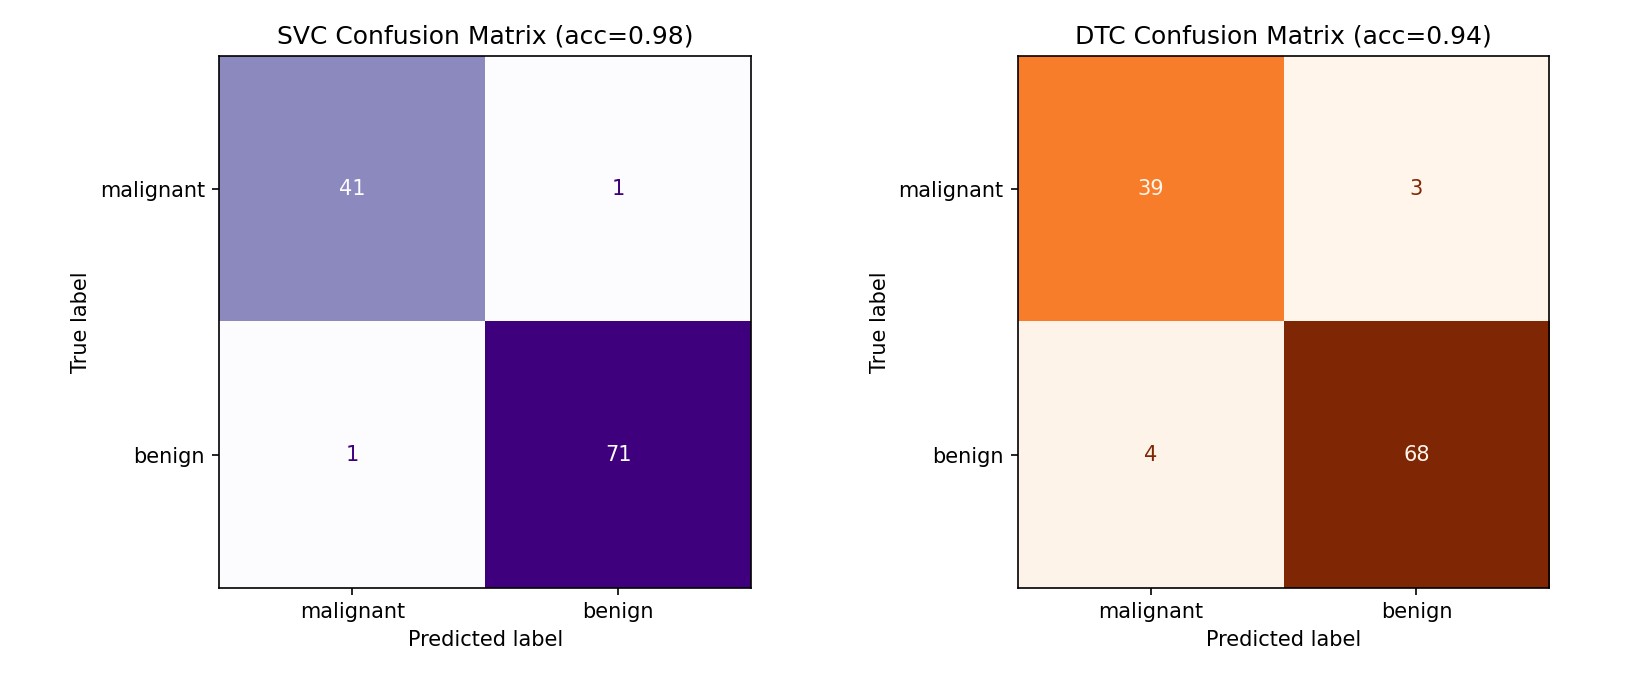 SVC Confusion Matrix (acc=0.98)
True label
malignant
41
1
benign
1
71
malignant
benign
Predicted label
DTC Confusion Matrix (acc=0.94)
True label
malignant
39
3
benign
4
68
malignant
benign
Predicted label